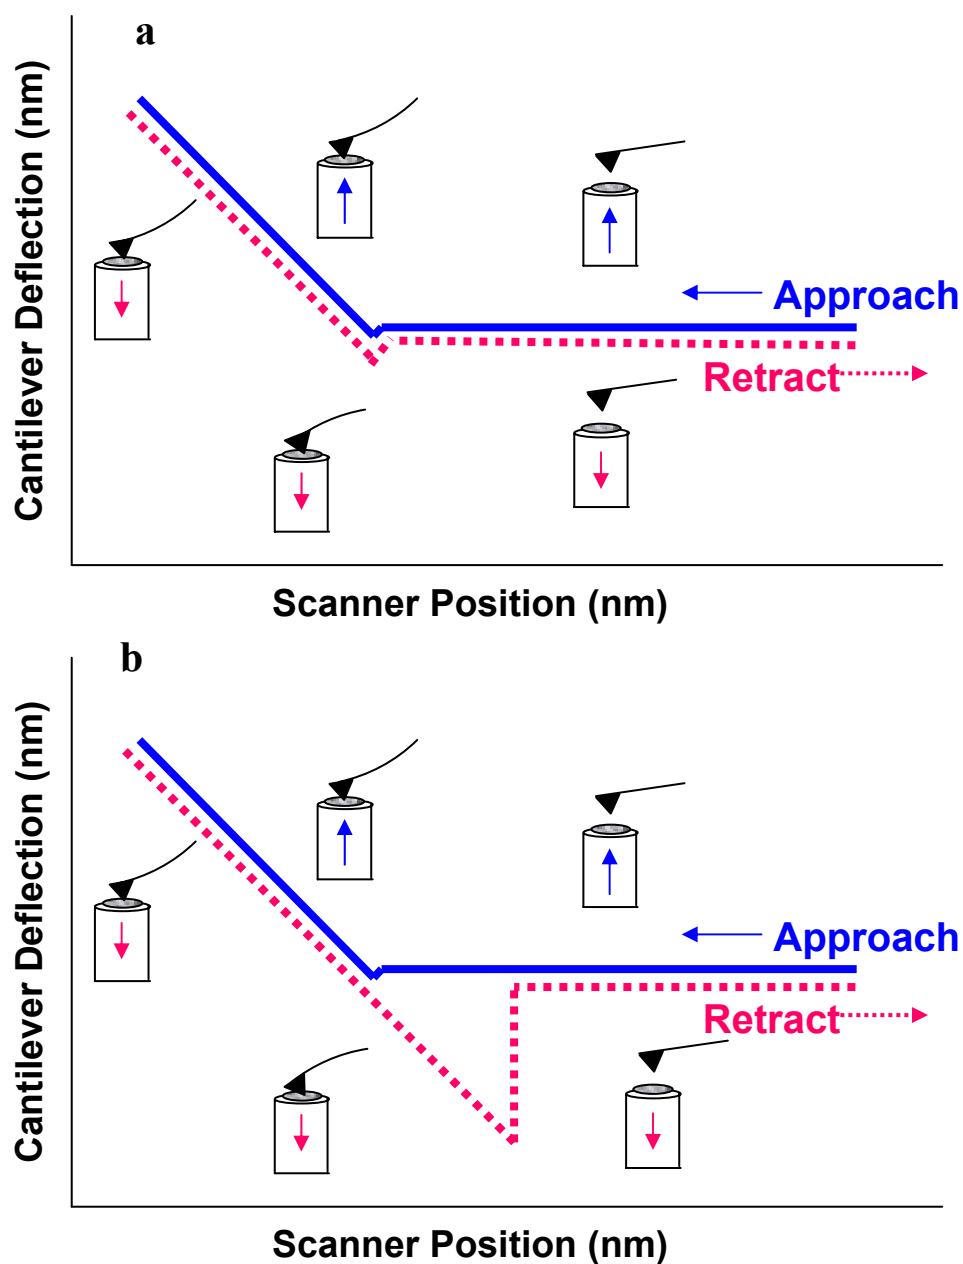 a
Cantilever Deflection (nm)
Approach
Retract
Scanner Position (nm)
b
Cantilever Deflection (nm)
Approach
Retract
Scanner Position (nm)